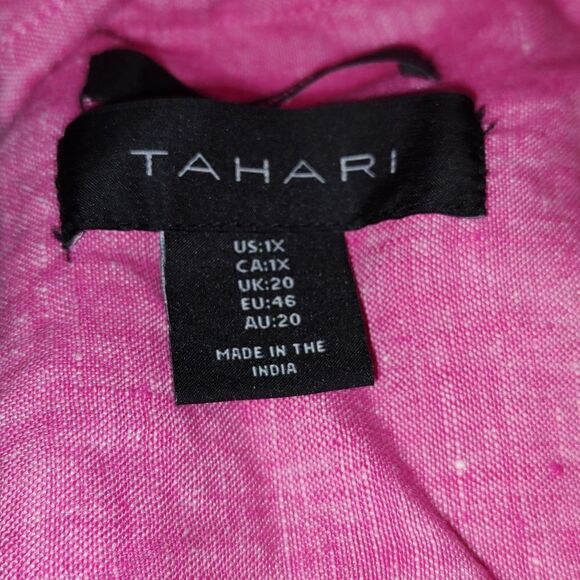 TAHARI
US:1X
CA:1X
UK:20
EU:46
AU:20
MADE IN THE
INDIA